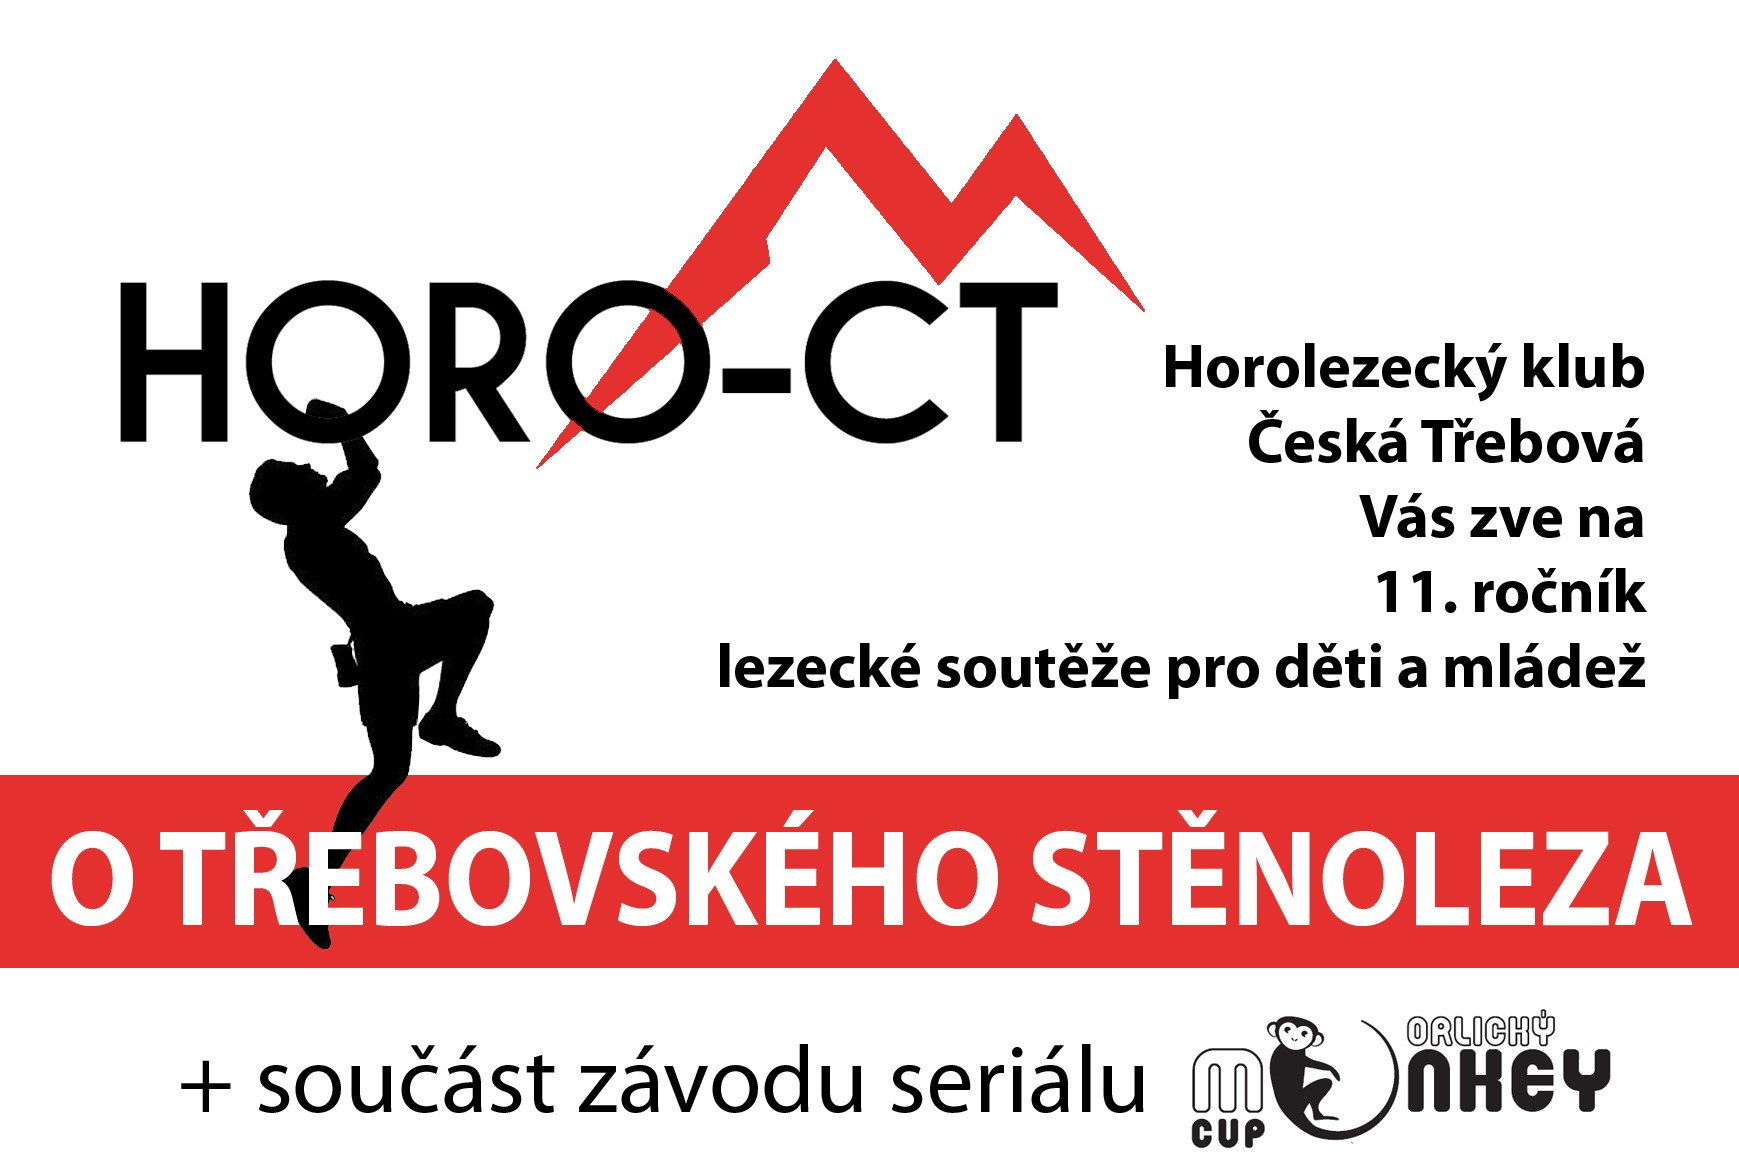 HORO-CT
Horolezecký klub
Česká Třebová
Vás zve na
11. ročník
lezecké soutěže pro děti a mládež
O TŘEBOVSKÉHO STĚNOLEZA
+ součást závodu seriálu
ORLICKÝ
MONKEY
CUP